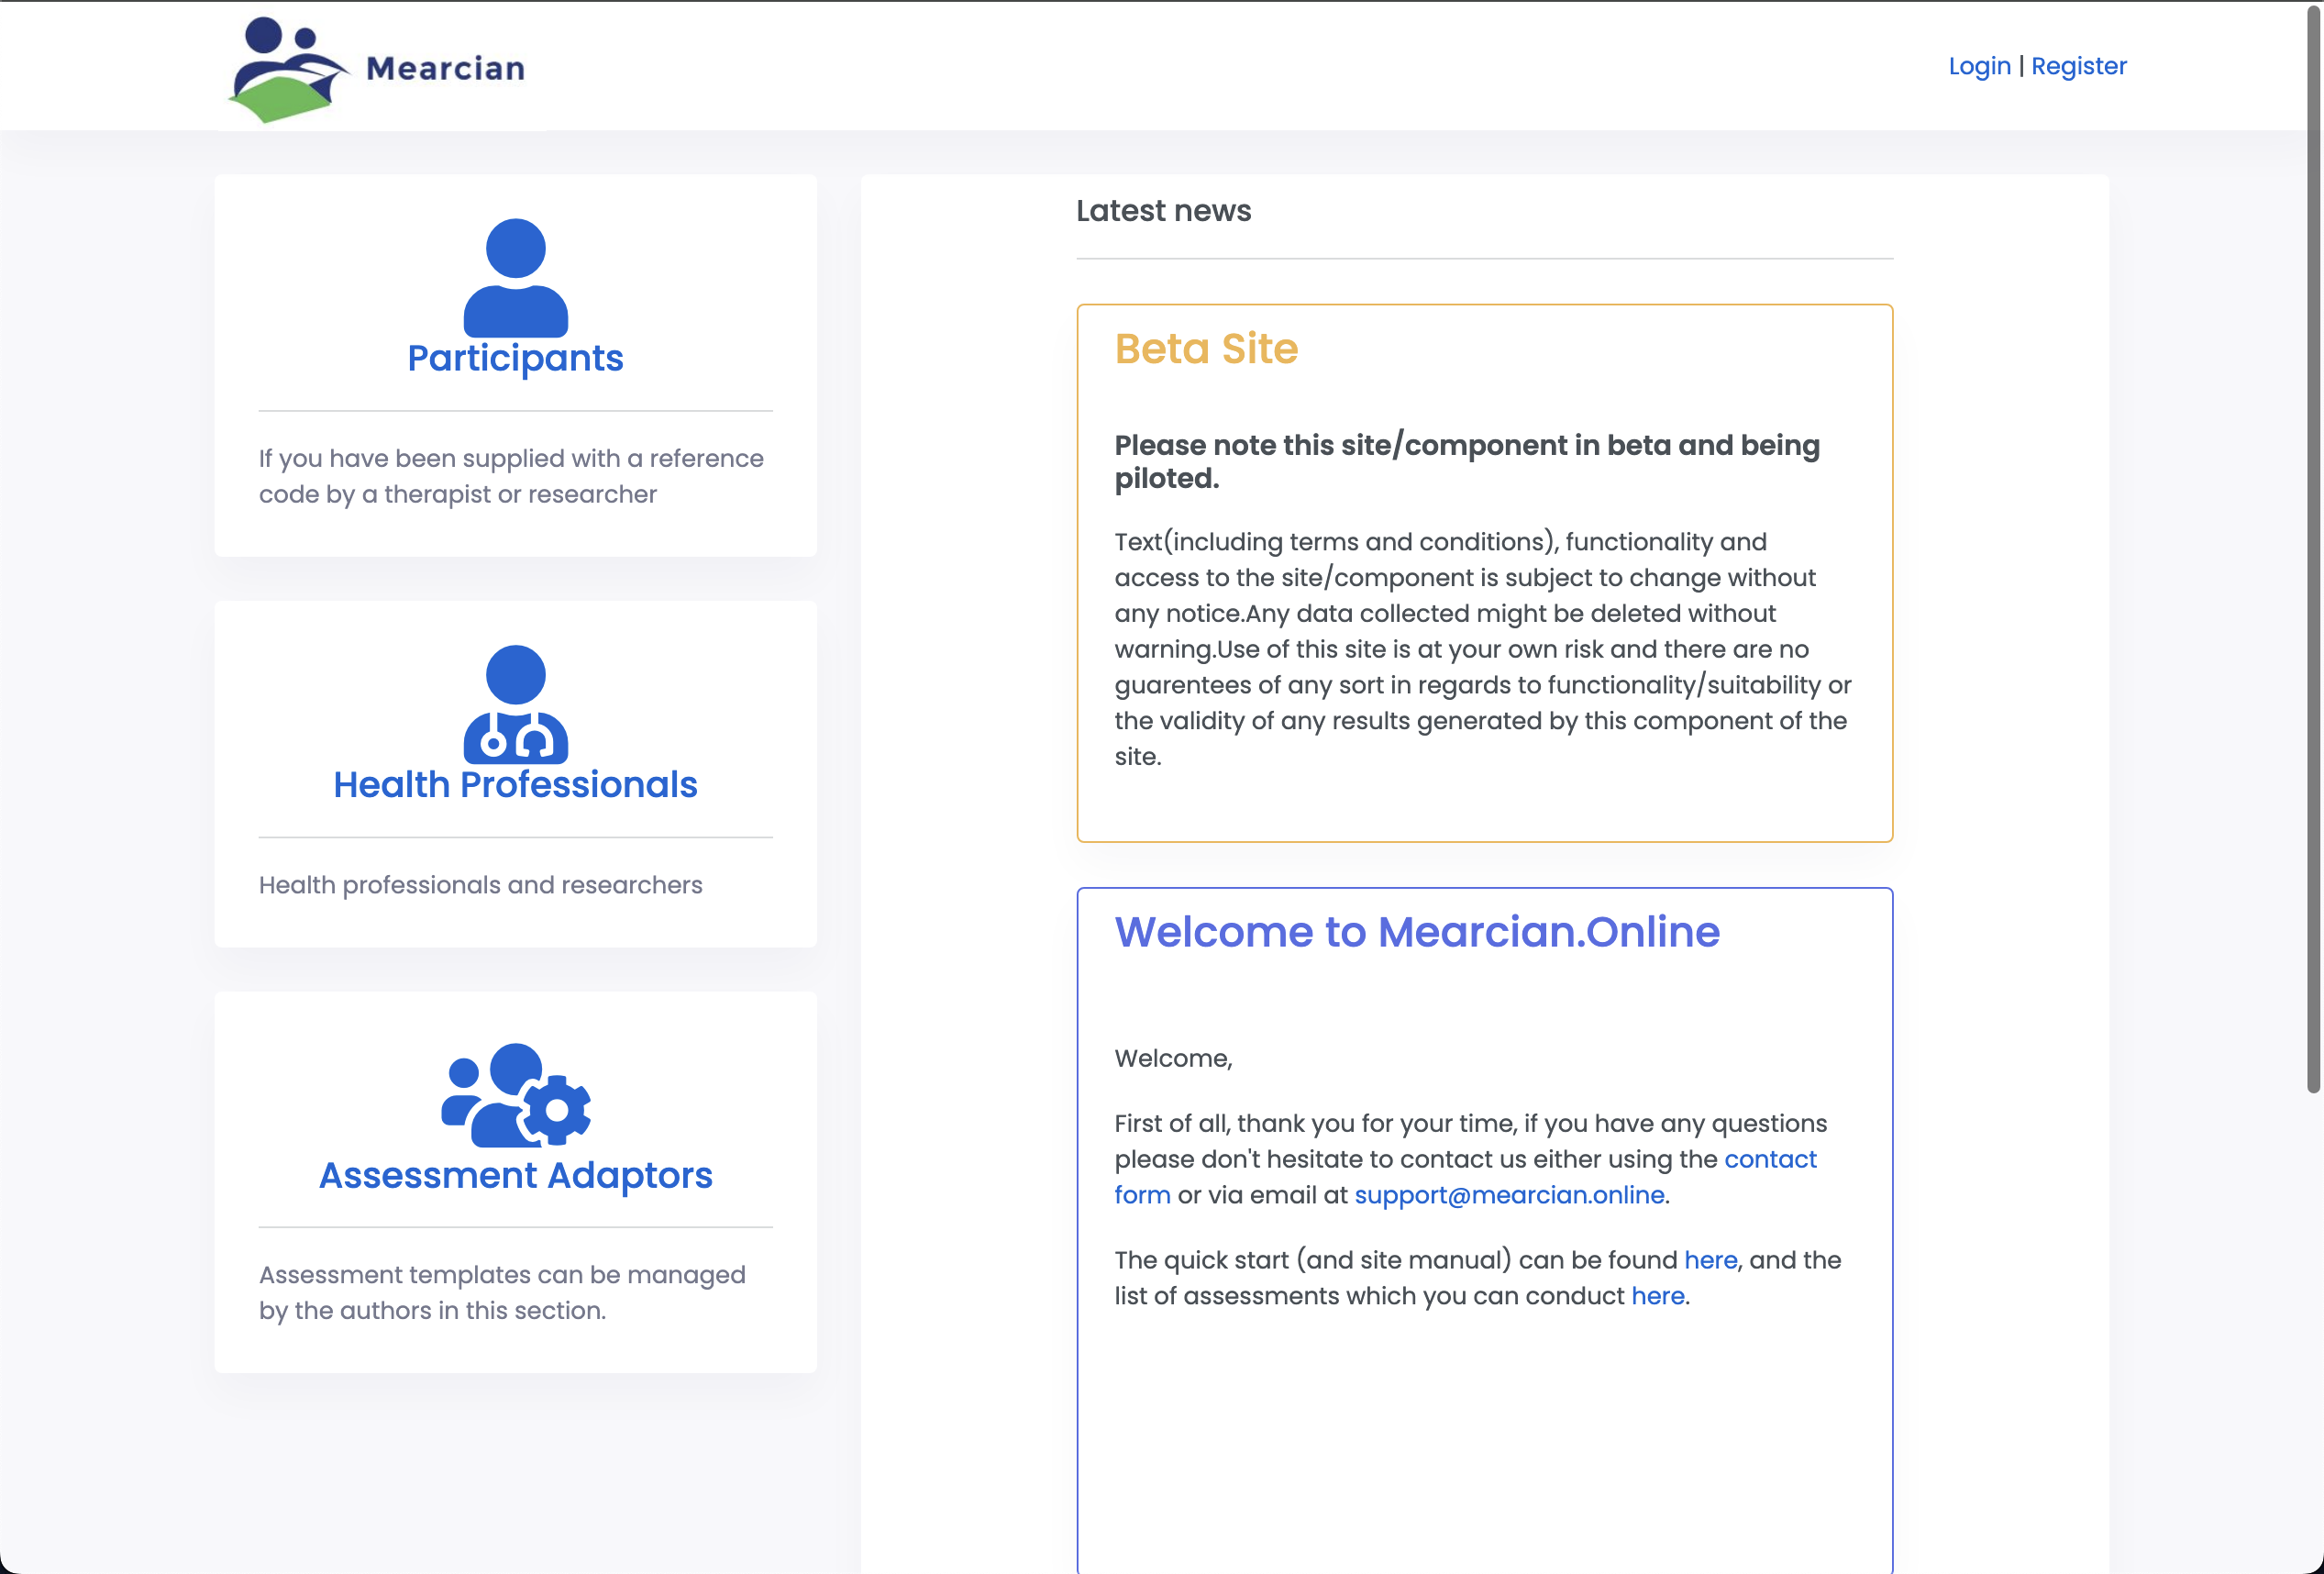 Mearcian
Login | Register
Participants
If you have been supplied with a reference
code by a therapist or researcher
Health Professionals
Health professionals and researchers
Assessment Adaptors
Assessment templates can be managed
by the authors in this section.
Latest news
Beta Site
Please note this site/component in beta and being
piloted.
Text(including terms and conditions), functionality and
access to the site/component is subject to change without
any notice.Any data collected might be deleted without
warning.Use of this site is at your own risk and there are no
guarentees of any sort in regards to functionality/suitability or
the validity of any results generated by this component of the
site.
Welcome to Mearcian.Online
Welcome,
First of all, thank you for your time, if you have any questions
please don't hesitate to contact us either using the contact
form or via email at support@mearcian.online.
The quick start (and site manual) can be found here, and the
list of assessments which you can conduct here.